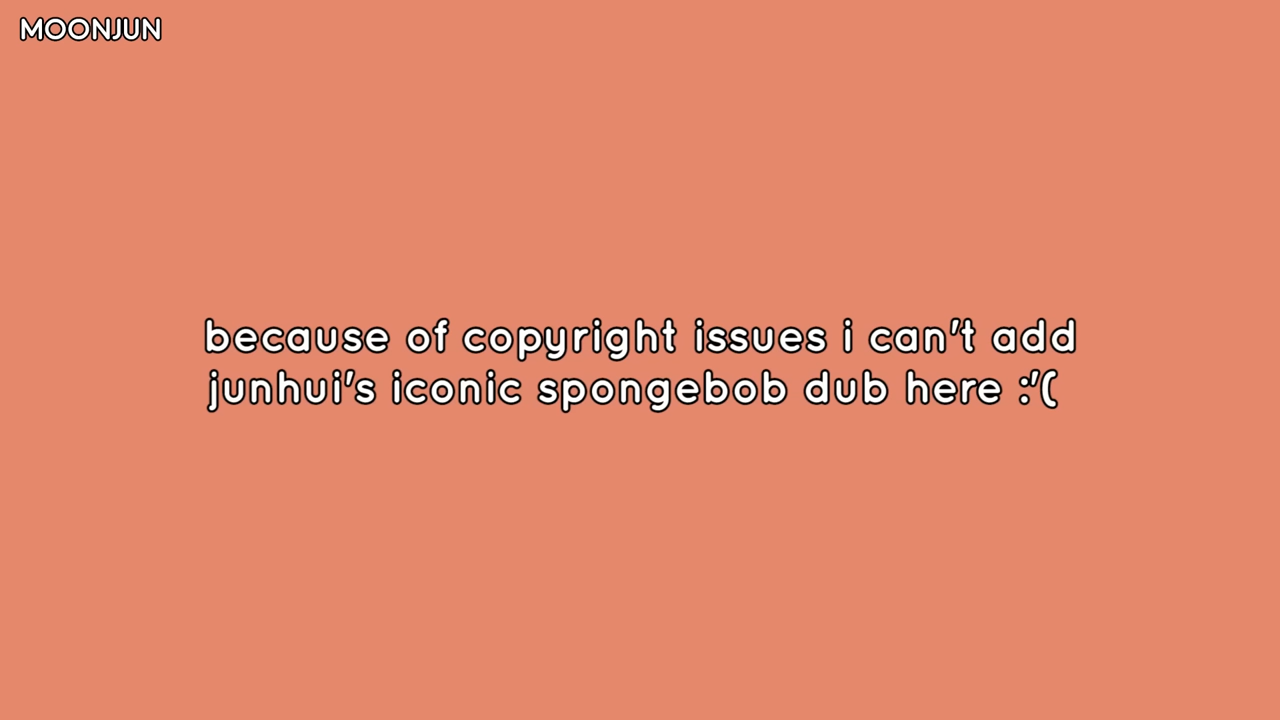 MOONJUN
because of copyright issues i can't add
junhui's iconic spongebob dub here :'(